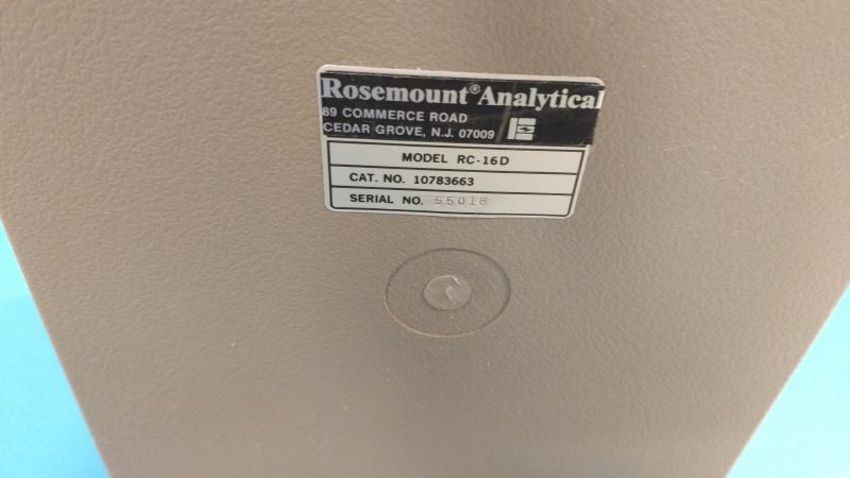 Rosemount® Analytical
89 COMMERCE ROAD
CEDAR GROVE, N.J. 07009
MODEL RC-16D
CAT. NO. 10783663
SERIAL NO. 55018